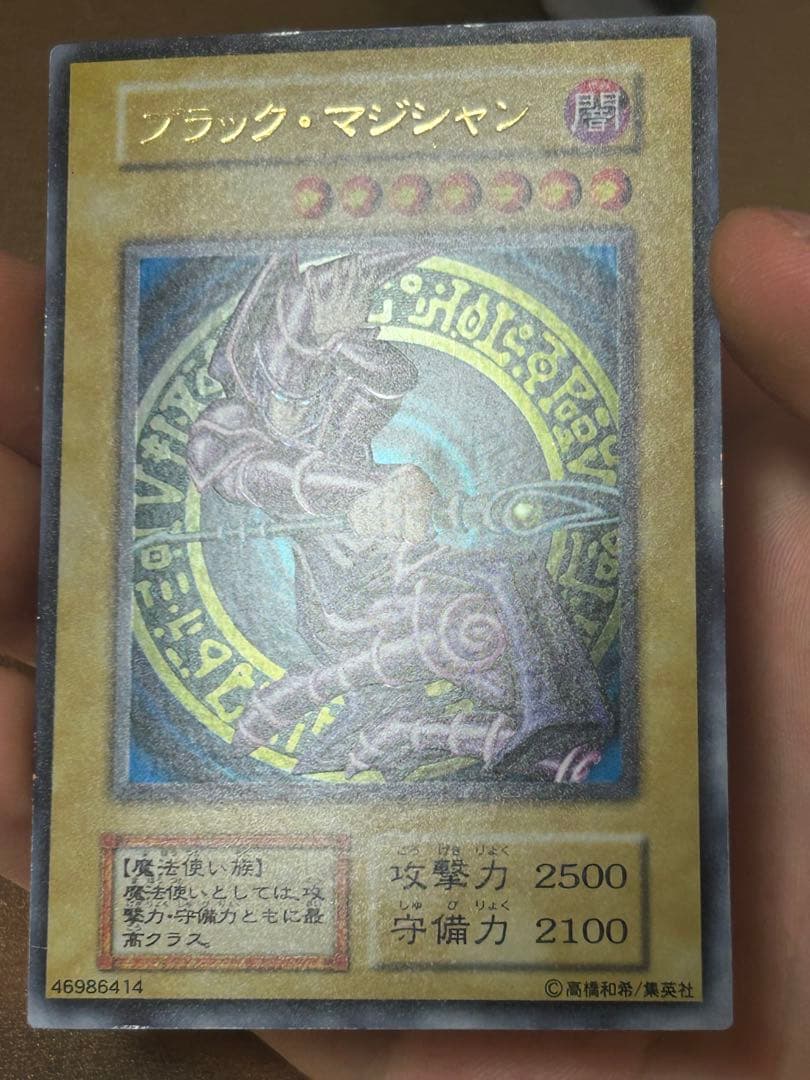 ブラック・マジシャン
闇
【魔法使い族】
魔法使いとしては、攻
撃力・守備力ともに最
高クラス。
こう げき りょく
攻撃力 2500
しゅ び りょく
守備力 2100
46986414
©高橋和希/集英社